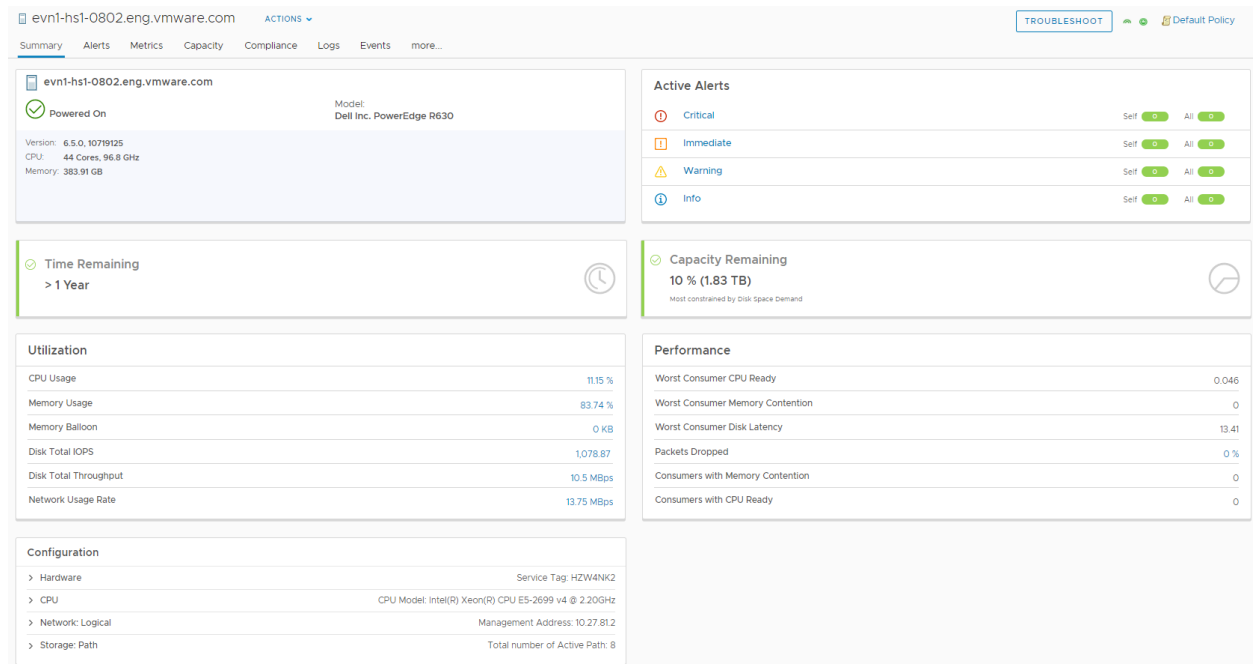 evn1-hs1-0802.eng.vmware.com ACTIONS TROUBLESHOOT Default Policy
Summary Alerts Metrics Capacity Compliance Logs Events more...
evn1-hs1-0802.eng.vmware.com
Powered On
Model:
Dell Inc. PowerEdge R630
Version: 6.5.0, 10719125
CPU: 44 Cores, 96.8 GHz
Memory: 383.91 GB
Active Alerts
Critical Self 0 All 0
Immediate Self 0 All 0
Warning Self 0 All 0
Info Self 0 All 0
Time Remaining
> 1 Year
Capacity Remaining
10 % (1.83 TB)
Most constrained by Disk Space Demand
Utilization
CPU Usage 11.15 %
Memory Usage 83.74 %
Memory Balloon 0 KB
Disk Total IOPS 1,078.87
Disk Total Throughput 10.5 MBps
Network Usage Rate 13.75 MBps
Performance
Worst Consumer CPU Ready 0.046
Worst Consumer Memory Contention 0
Worst Consumer Disk Latency 13.41
Packets Dropped 0 %
Consumers with Memory Contention 0
Consumers with CPU Ready 0
Configuration
Hardware Service Tag: HZW4NK2
CPU CPU Model: Intel(R) Xeon(R) CPU E5-2699 v4 @ 2.20GHz
Network: Logical Management Address: 10.27.81.2
Storage: Path Total number of Active Path: 8